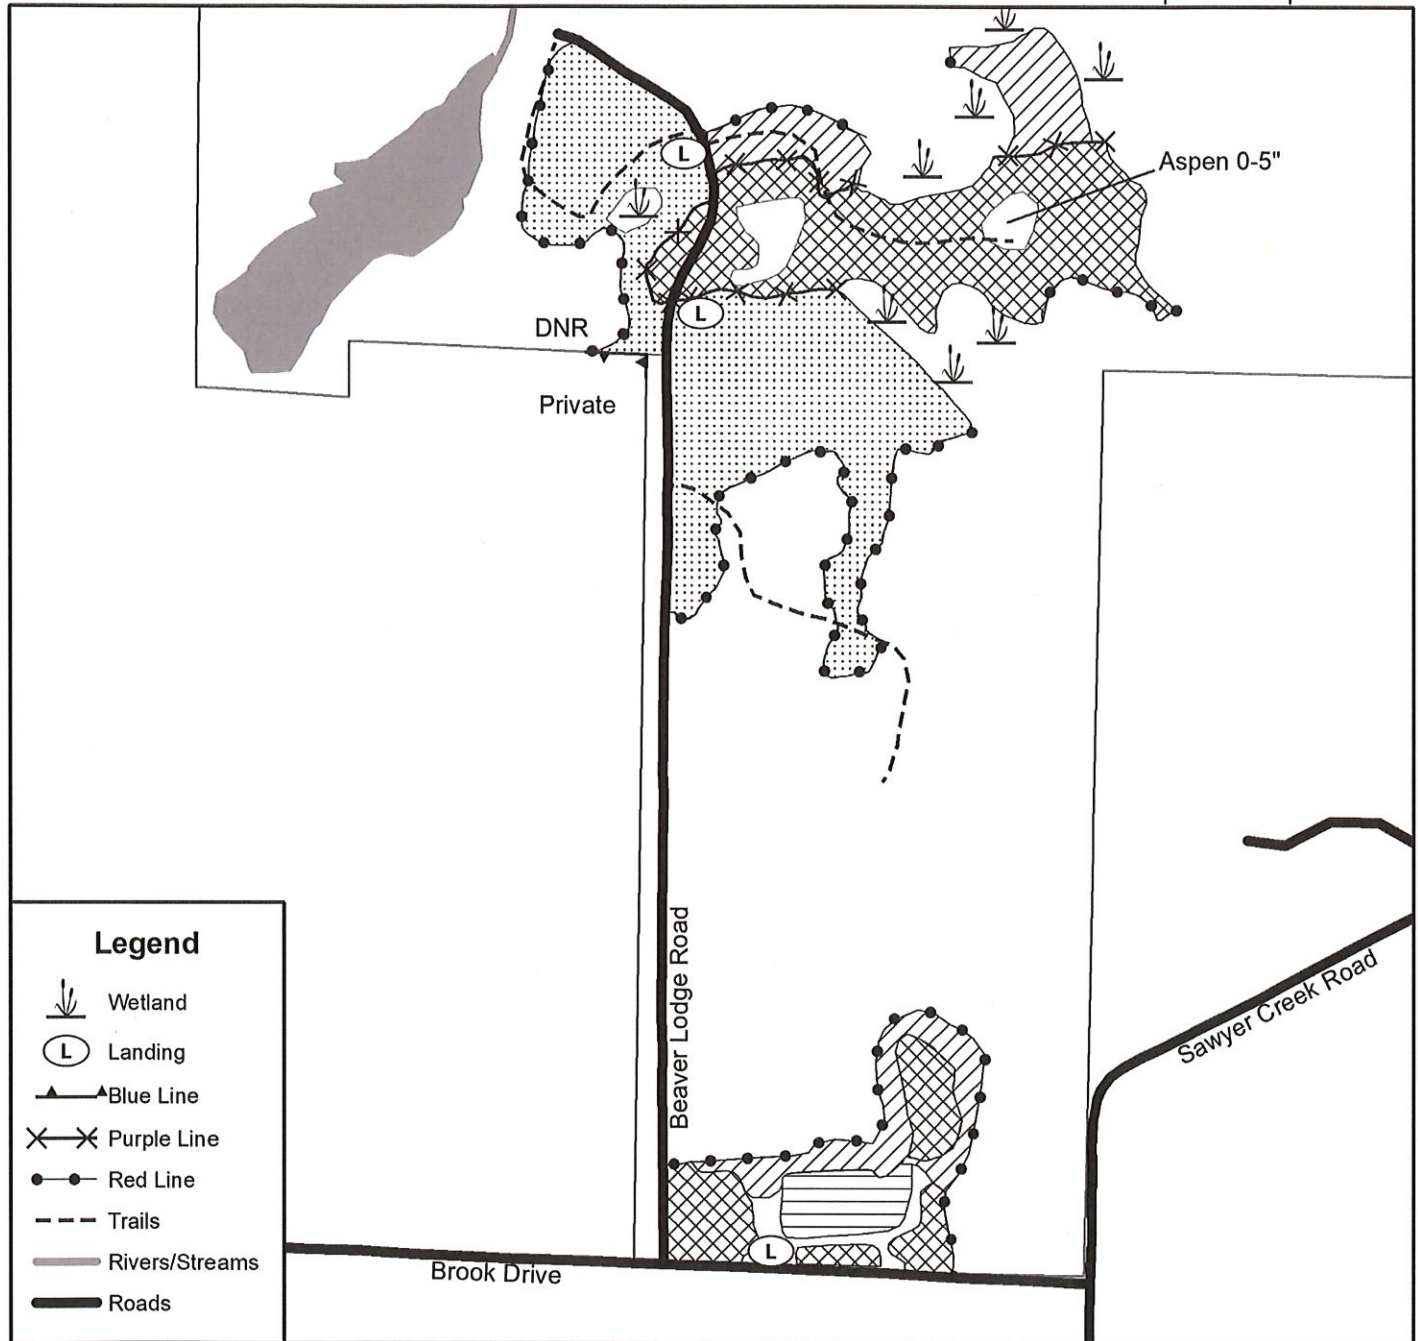 L
Aspen 0-5"
L
DNR
Private
Beaver Lodge Road
Sawyer Creek Road
L
Brook Drive
Legend
Wetland
L Landing
Blue Line
Purple Line
Red Line
Trails
Rivers/Streams
Roads